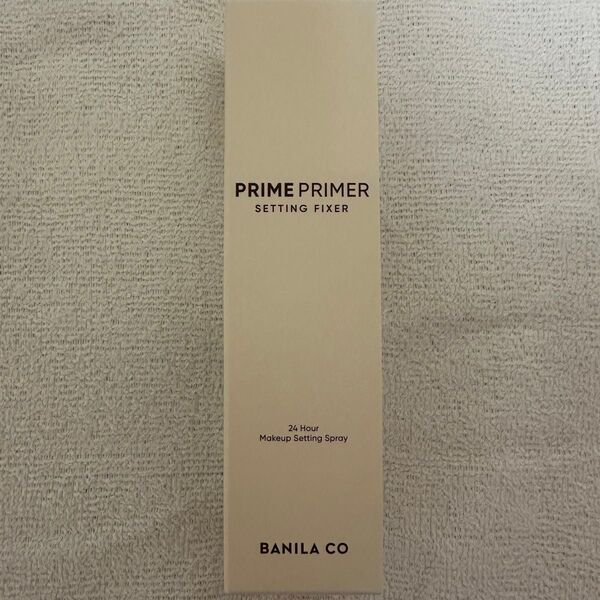 PRIME PRIMER
SETTING FIXER
24 Hour
Makeup Setting Spray
BANILA CO